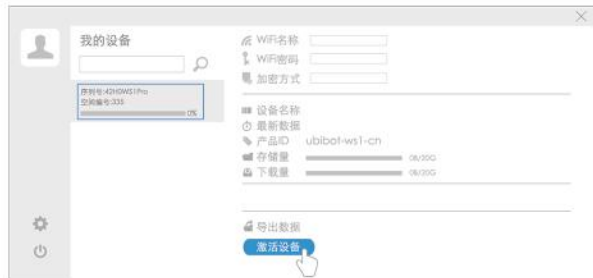 我的设备
序列号:42H0WS1Pro
空间编号:335
0%
WiFi名称
WiFi密码
加密方式
设备名称
最新数据
产品ID ubibot-ws1-cn
存储量 0B/20G
下载量 0B/20G
导出数据
激活设备